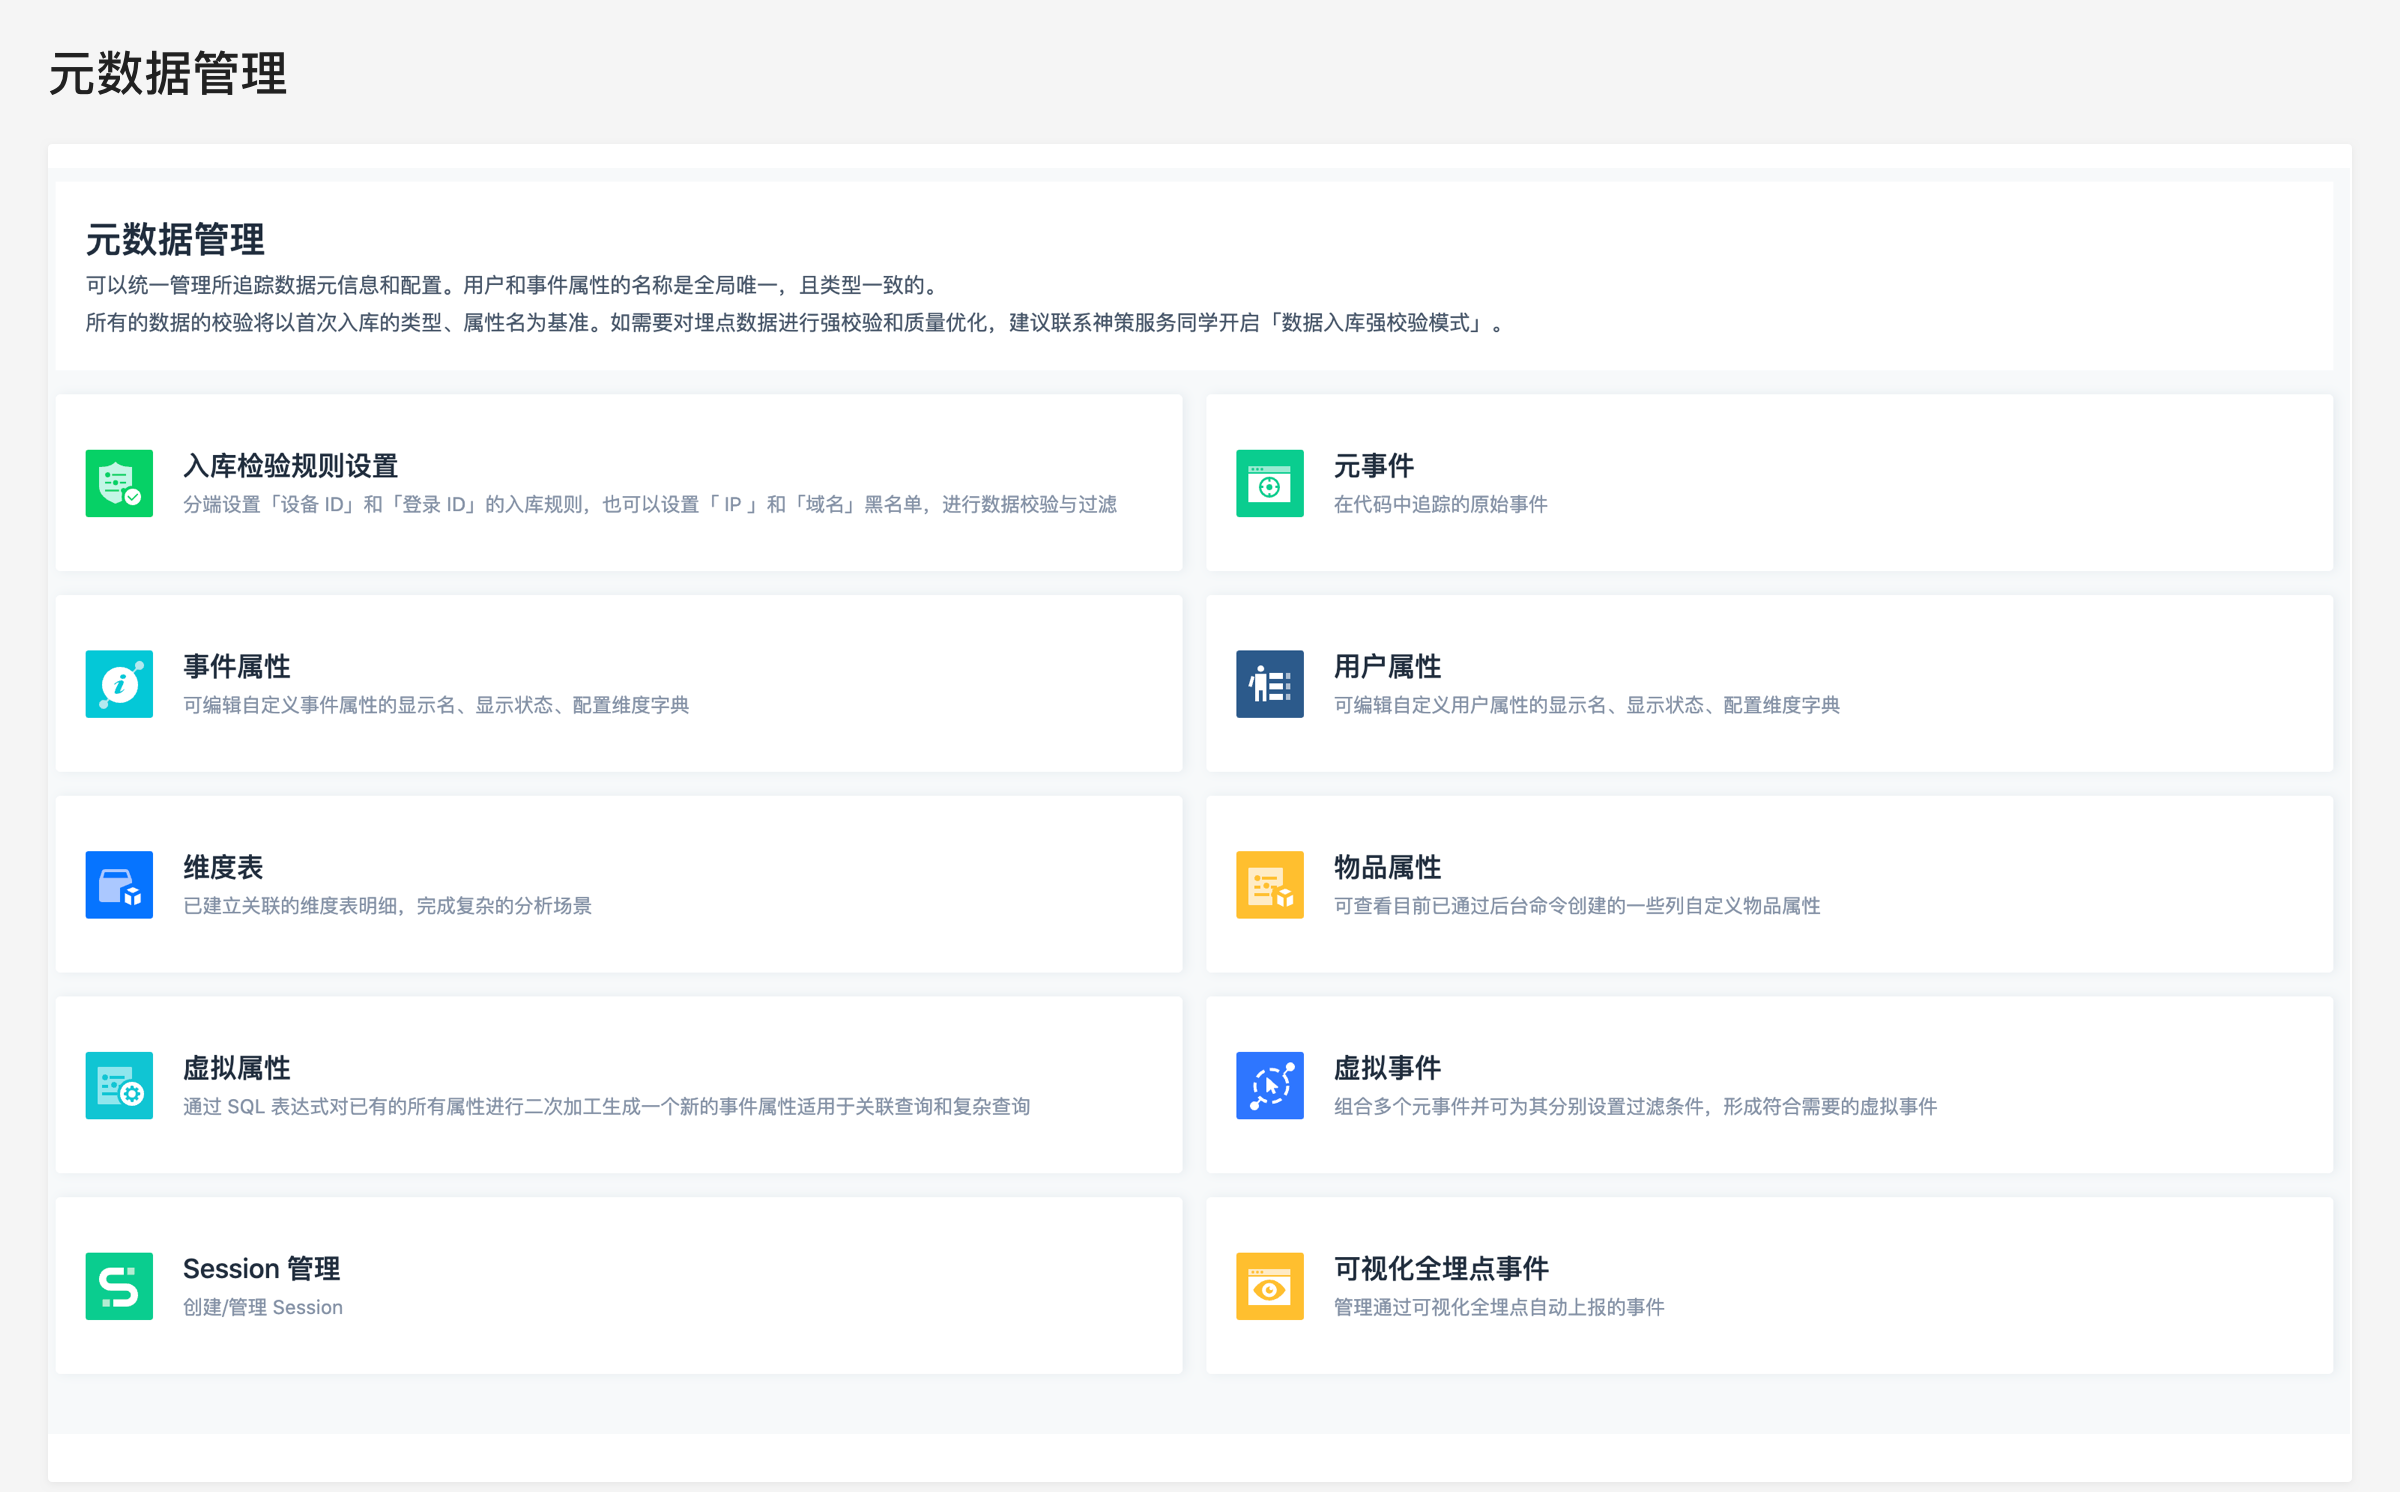 元数据管理
元数据管理
可以统一管理所追踪数据元信息和配置。用户和事件属性的名称是全局唯一，且类型一致的。
所有的数据的校验将以首次入库的类型、属性名为基准。如需要对埋点数据进行强校验和质量优化，建议联系神策服务同学开启「数据入库强校验模式」。
入库检验规则设置
分端设置「设备 ID」和「登录 ID」的入库规则，也可以设置「 IP 」和「域名」黑名单，进行数据校验与过滤
元事件
在代码中追踪的原始事件
事件属性
可编辑自定义事件属性的显示名、显示状态、配置维度字典
用户属性
可编辑自定义用户属性的显示名、显示状态、配置维度字典
维度表
已建立关联的维度表明细，完成复杂的分析场景
物品属性
可查看目前已通过后台命令创建的一些列自定义物品属性
虚拟属性
通过 SQL 表达式对已有的所有属性进行二次加工生成一个新的事件属性适用于关联查询和复杂查询
虚拟事件
组合多个元事件并可为其分别设置过滤条件，形成符合需要的虚拟事件
Session 管理
创建/管理 Session
可视化全埋点事件
管理通过可视化全埋点自动上报的事件